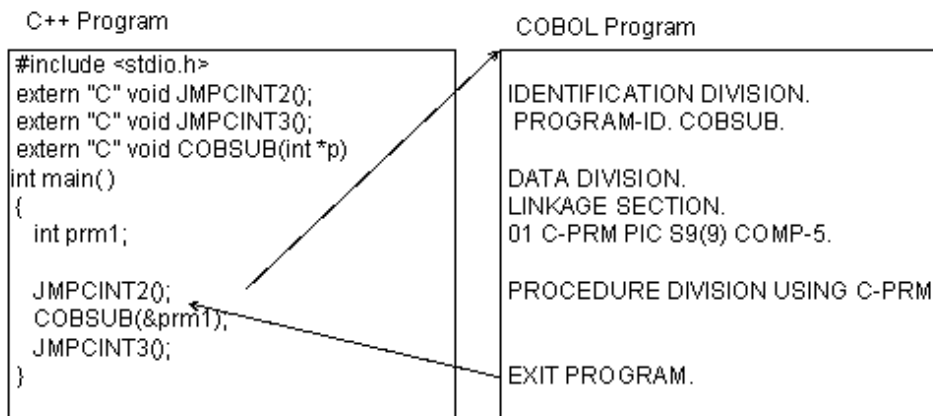 C++ Program
#include <stdio.h>
extern "C" void JMPCINT2();
extern "C" void JMPCINT3();
extern "C" void COBSUB(int *p)
int main( )
{
int prm1;
JMPCINT2();
COBSUB(&prm1);
JMPCINT3();
}
COBOL Program
IDENTIFICATION DIVISION.
PROGRAM-ID. COBSUB.
DATA DIVISION.
LINKAGE SECTION.
01 C-PRM PIC S9(9) COMP-5.
PROCEDURE DIVISION USING C-PRM
EXIT PROGRAM.